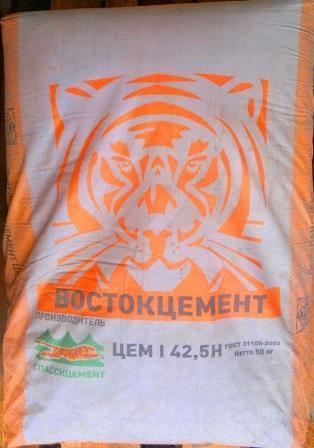 ВОСТОКЦЕМЕНТ
ПРОИЗВОДИТЕЛЬ
СПАССКЦЕМЕНТ
ЦЕМ I 42,5Н
ГОСТ 31108-2003
Нетто 50 кг